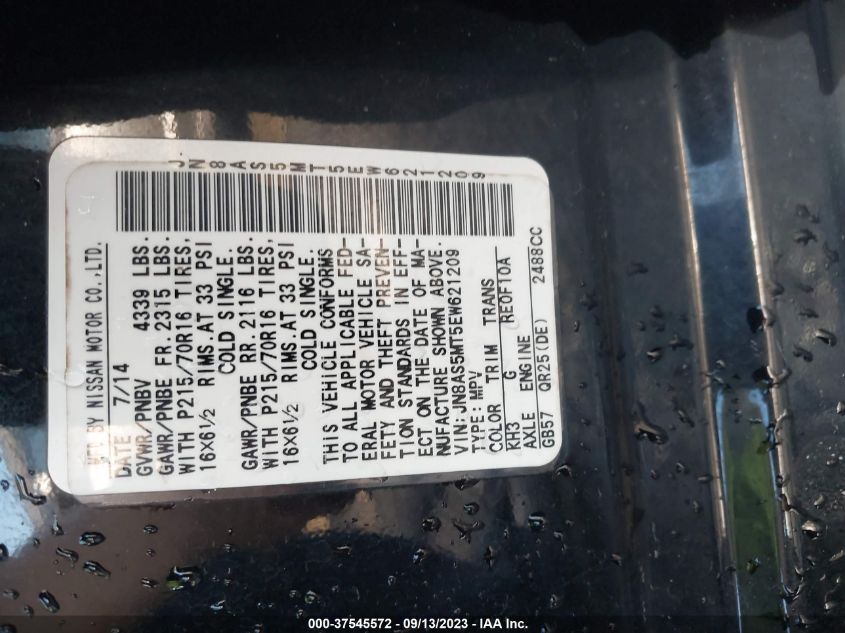 MFD BY NISSAN MOTOR CO.,LTD.
DATE 7/14
GVWR/PNBV 4339 LBS.
GAWR/PNBE FR. 2315 LBS.
WITH P215/70R16 TIRES,
16X6½ RIMS.AT 33 PSI
COLD SINGLE.
GAWR/PNBE RR. 2116 LBS.
WITH P215/70R16 TIRES,
16X6½ RIMS.AT 33 PSI
COLD SINGLE.
JN8AS5MT5EW621209
THIS VEHICLE CONFORMS
TO ALL APPLICABLE FED-
ERAL MOTOR VEHICLE SA-
FETY AND THEFT PREVEN-
TION STANDARDS IN EFF-
ECT ON THE DATE OF MA-
NUFACTURE SHOWN ABOVE.
VIN:JN8AS5MT5EW621209
TYPE:MPV
COLOR TRIM TRANS
KH3 G RE0F10A
AXLE ENGINE
GB57 QR25(DE) 2488CC
000-37545572 - 09/13/2023 - IAA Inc.